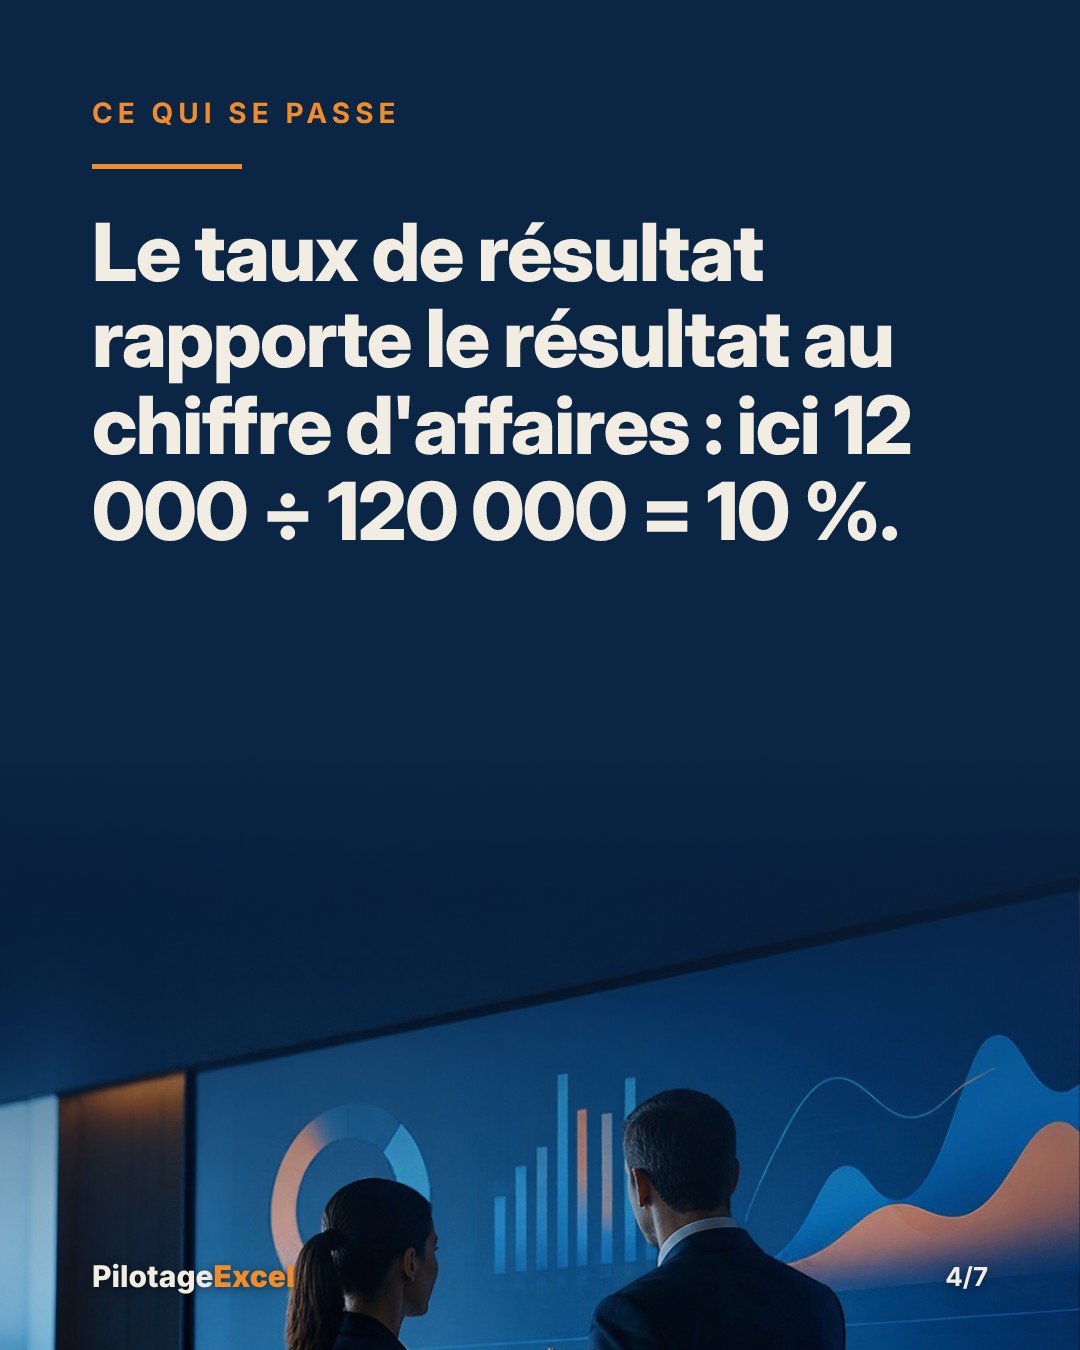 CE QUI SE PASSE
Le taux de résultat
rapporte le résultat au
chiffre d'affaires : ici 12
000 ÷ 120 000 = 10 %.
PilotageExcel
4/7